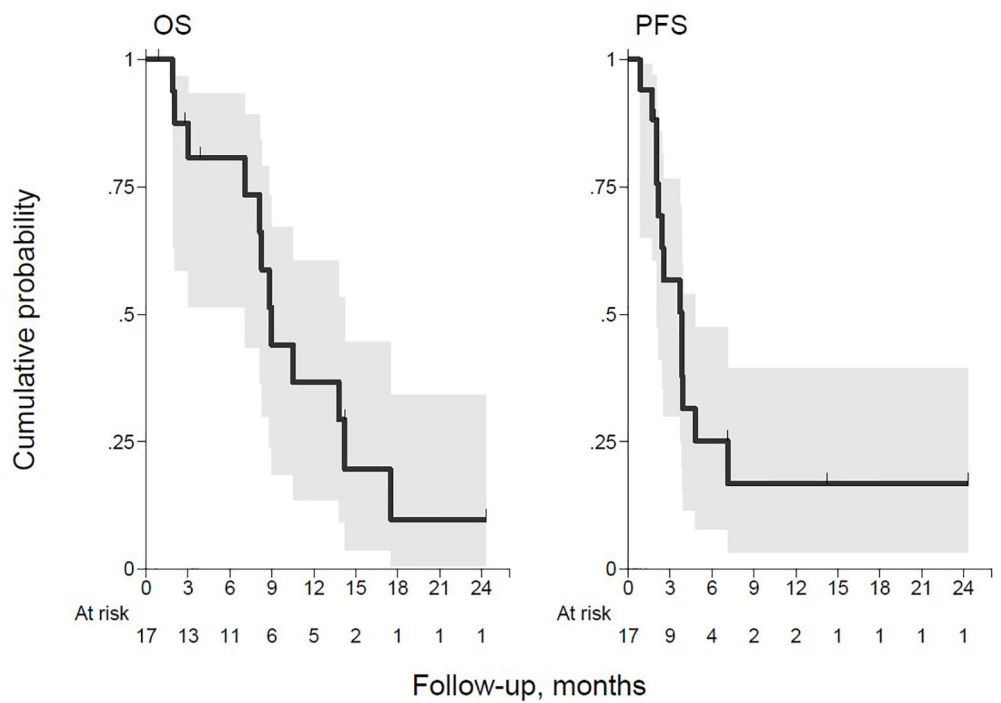 OS
PFS
Cumulative probability
1
.75
.5
.25
0
0 3 6 9 12 15 18 21 24
At risk
17 13 11 6 5 2 1 1 1
1
.75
.5
.25
0
0 3 6 9 12 15 18 21 24
At risk
17 9 4 2 2 1 1 1 1
Follow-up, months